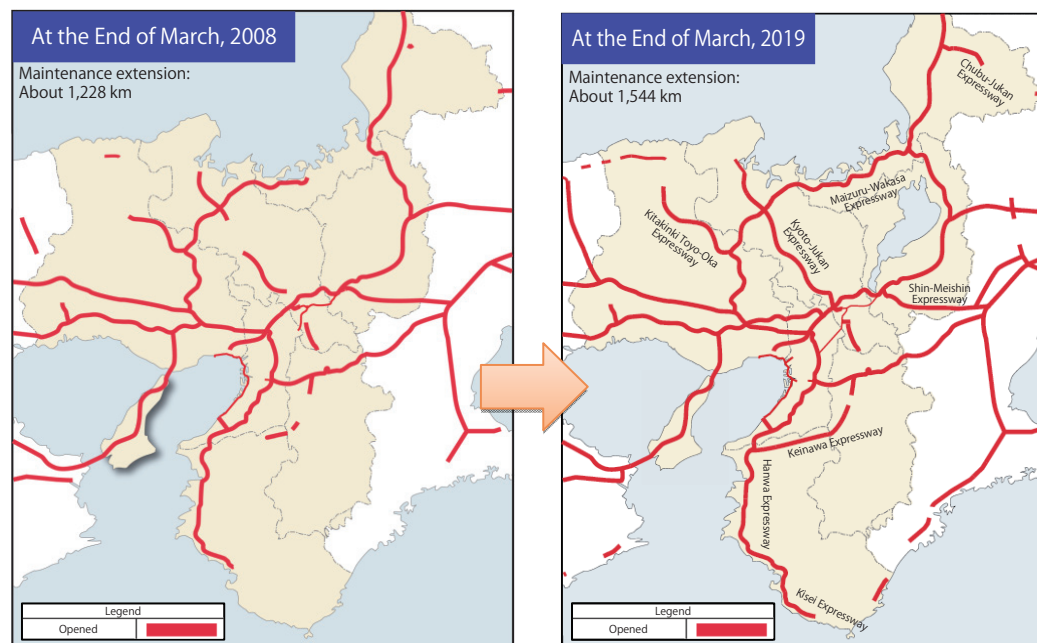 At the End of March, 2008
Maintenance extension:
About 1,228 km
Legend
Opened
At the End of March, 2019
Maintenance extension:
About 1,544 km
Chubu-Jukan
Expressway
Maizuru-Wakasa
Expressway
Kitakinki Toyo-Oka
Expressway
Kyoto-Jukan
Expressway
Shin-Meishin
Expressway
Keinawa Expressway
Hanwa Expressway
Kisei Expressway
Legend
Opened